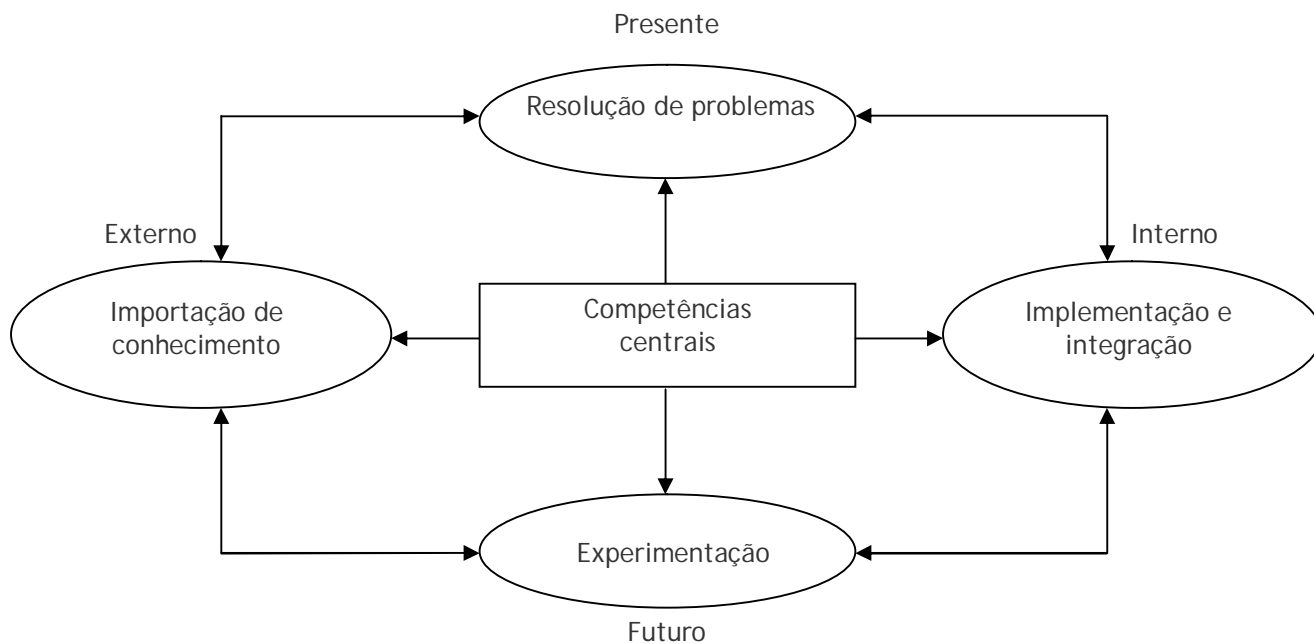 Presente
Resolução de problemas
Externo
Interno
Importação de
conhecimento
Competências
centrais
Implementação e
integração
Experimentação
Futuro